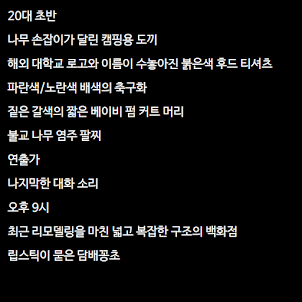 20대 초반
나무 손잡이가 달린 캠핑용 도끼
해외 대학교 로고와 이름이 수놓아진 붉은색 후드 티셔츠
파란색/노란색 배색의 축구화
짙은 갈색의 짧은 베이비 펌 커트 머리
불교 나무 염주 팔찌
연출가
나지막한 대화 소리
오후 9시
최근 리모델링을 마친 넓고 복잡한 구조의 백화점
립스틱이 묻은 담배꽁초